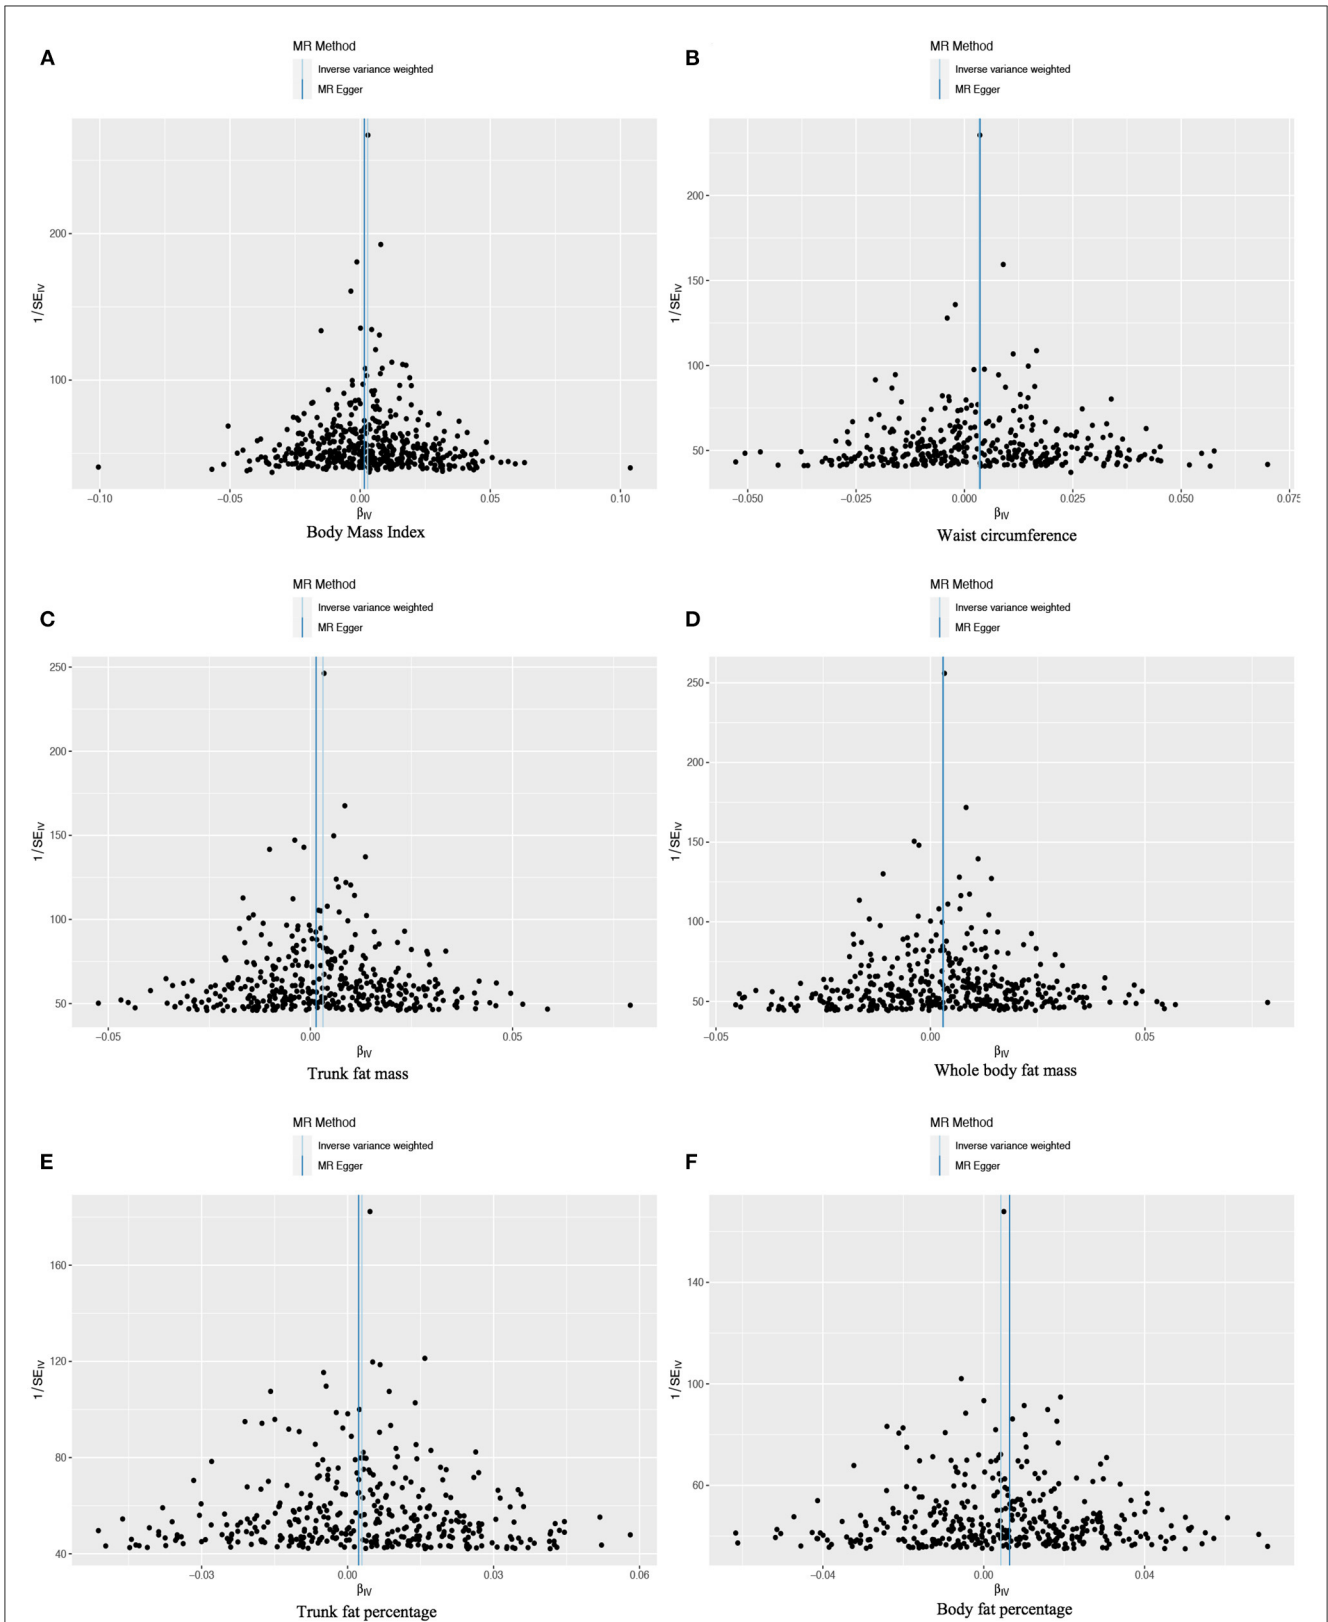 A
MR Method
Inverse variance weighted
MR Egger
200
100
1/SE_IV
−0.10
−0.05
0.00
0.05
0.10
β_IV
Body Mass Index
B
MR Method
Inverse variance weighted
MR Egger
200
150
100
50
1/SE_IV
−0.050
−0.025
0.000
0.025
0.050
0.075
β_IV
Waist circumference
C
MR Method
Inverse variance weighted
MR Egger
250
200
150
100
50
1/SE_IV
−0.05
0.00
0.05
β_IV
Trunk fat mass
D
MR Method
Inverse variance weighted
MR Egger
250
200
150
100
50
1/SE_IV
−0.05
0.00
0.05
β_IV
Whole body fat mass
E
MR Method
Inverse variance weighted
MR Egger
160
120
80
40
1/SE_IV
−0.03
0.00
0.03
0.06
β_IV
Trunk fat percentage
F
MR Method
Inverse variance weighted
MR Egger
140
100
60
1/SE_IV
−0.04
0.00
0.04
β_IV
Body fat percentage